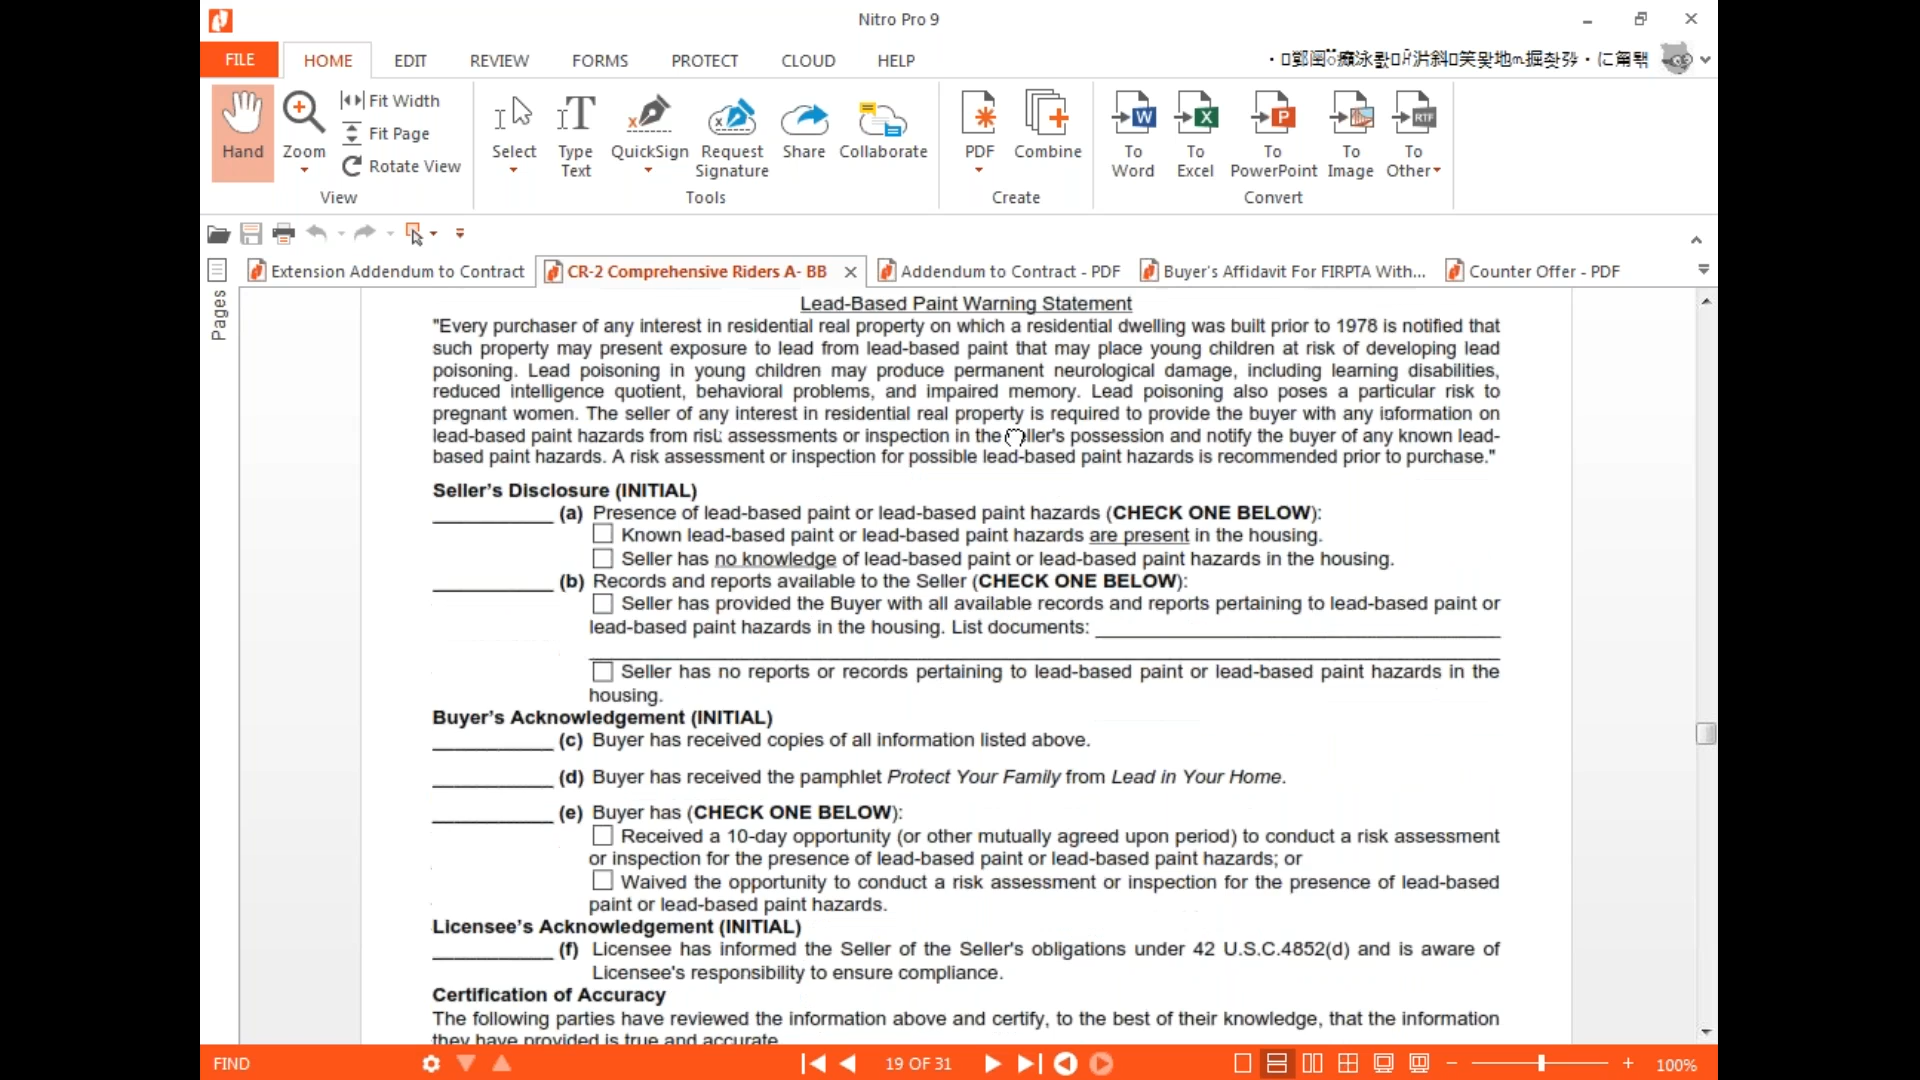 Nitro Pro 9
FILE HOME EDIT REVIEW FORMS PROTECT CLOUD HELP
Hand
Zoom
Fit Width
Fit Page
Rotate View
View
Select
Type Text
QuickSign
Request Signature
Share
Collaborate
Tools
PDF
Combine
Create
To Word
To Excel
To PowerPoint
To Image
To Other
Convert
Extension Addendum to Contract
CR-2 Comprehensive Riders A- BB
Addendum to Contract - PDF
Buyer's Affidavit For FIRPTA With...
Counter Offer - PDF
Pages
Lead-Based Paint Warning Statement
"Every purchaser of any interest in residential real property on which a residential dwelling was built prior to 1978 is notified that
such property may present exposure to lead from lead-based paint that may place young children at risk of developing lead
poisoning. Lead poisoning in young children may produce permanent neurological damage, including learning disabilities,
reduced intelligence quotient, behavioral problems, and impaired memory. Lead poisoning also poses a particular risk to
pregnant women. The seller of any interest in residential real property is required to provide the buyer with any information on
lead-based paint hazards from risk assessments or inspection in the seller's possession and notify the buyer of any known lead-
based paint hazards. A risk assessment or inspection for possible lead-based paint hazards is recommended prior to purchase."
Seller's Disclosure (INITIAL)
(a) Presence of lead-based paint or lead-based paint hazards (CHECK ONE BELOW):
Known lead-based paint or lead-based paint hazards are present in the housing.
Seller has no knowledge of lead-based paint or lead-based paint hazards in the housing.
(b) Records and reports available to the Seller (CHECK ONE BELOW):
Seller has provided the Buyer with all available records and reports pertaining to lead-based paint or
lead-based paint hazards in the housing. List documents:
Seller has no reports or records pertaining to lead-based paint or lead-based paint hazards in the
housing.
Buyer's Acknowledgement (INITIAL)
(c) Buyer has received copies of all information listed above.
(d) Buyer has received the pamphlet Protect Your Family from Lead in Your Home.
(e) Buyer has (CHECK ONE BELOW):
Received a 10-day opportunity (or other mutually agreed upon period) to conduct a risk assessment
or inspection for the presence of lead-based paint or lead-based paint hazards; or
Waived the opportunity to conduct a risk assessment or inspection for the presence of lead-based
paint or lead-based paint hazards.
Licensee's Acknowledgement (INITIAL)
(f) Licensee has informed the Seller of the Seller's obligations under 42 U.S.C.4852(d) and is aware of
Licensee's responsibility to ensure compliance.
Certification of Accuracy
The following parties have reviewed the information above and certify, to the best of their knowledge, that the information
they have provided is true and accurate
FIND
19 OF 31
100%